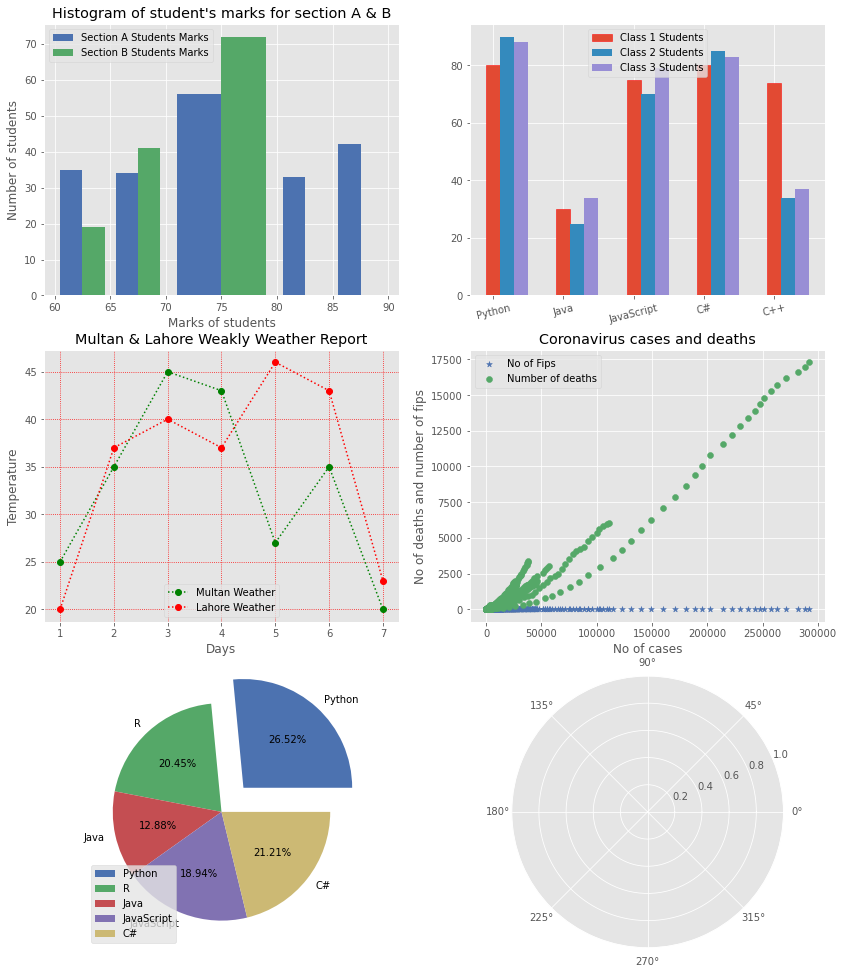 Histogram of student's marks for section A & B
Section A Students Marks
Section B Students Marks
Number of students
70
60
50
40
30
20
10
0
60
65
70
75
80
85
90
Marks of students
Class 1 Students
Class 2 Students
Class 3 Students
80
60
40
20
0
Python
Java
JavaScript
C#
C++
Multan & Lahore Weakly Weather Report
Temperature
45
40
35
30
25
20
Multan Weather
Lahore Weather
1
2
3
4
5
6
7
Days
Coronavirus cases and deaths
No of Fips
Number of deaths
No of deaths and number of fips
17500
15000
12500
10000
7500
5000
2500
0
0
50000
100000
150000
200000
250000
300000
No of cases
Python
26.52%
R
20.45%
Java
12.88%
18.94%
21.21%
C#
JavaScript
Python
R
Java
JavaScript
C#
90°
135°
45°
1.0
0.8
0.6
0.4
0.2
180°
0°
225°
315°
270°